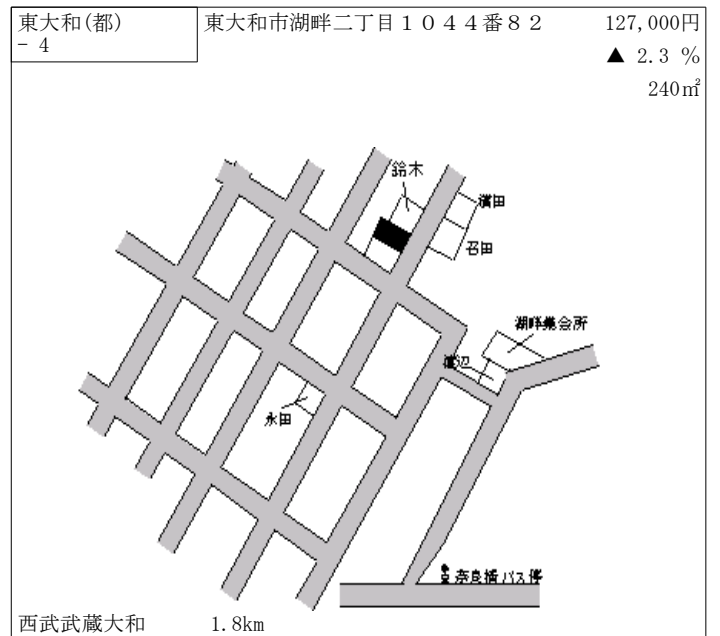 東大和(都)
- 4
東大和市湖畔二丁目１０４４番８２
127,000円
▲ 2.3 %
240㎡
鈴木
濱田
召田
湖畔集会所
渡辺
永田
奈良橋バス停
西武武蔵大和 1.8km